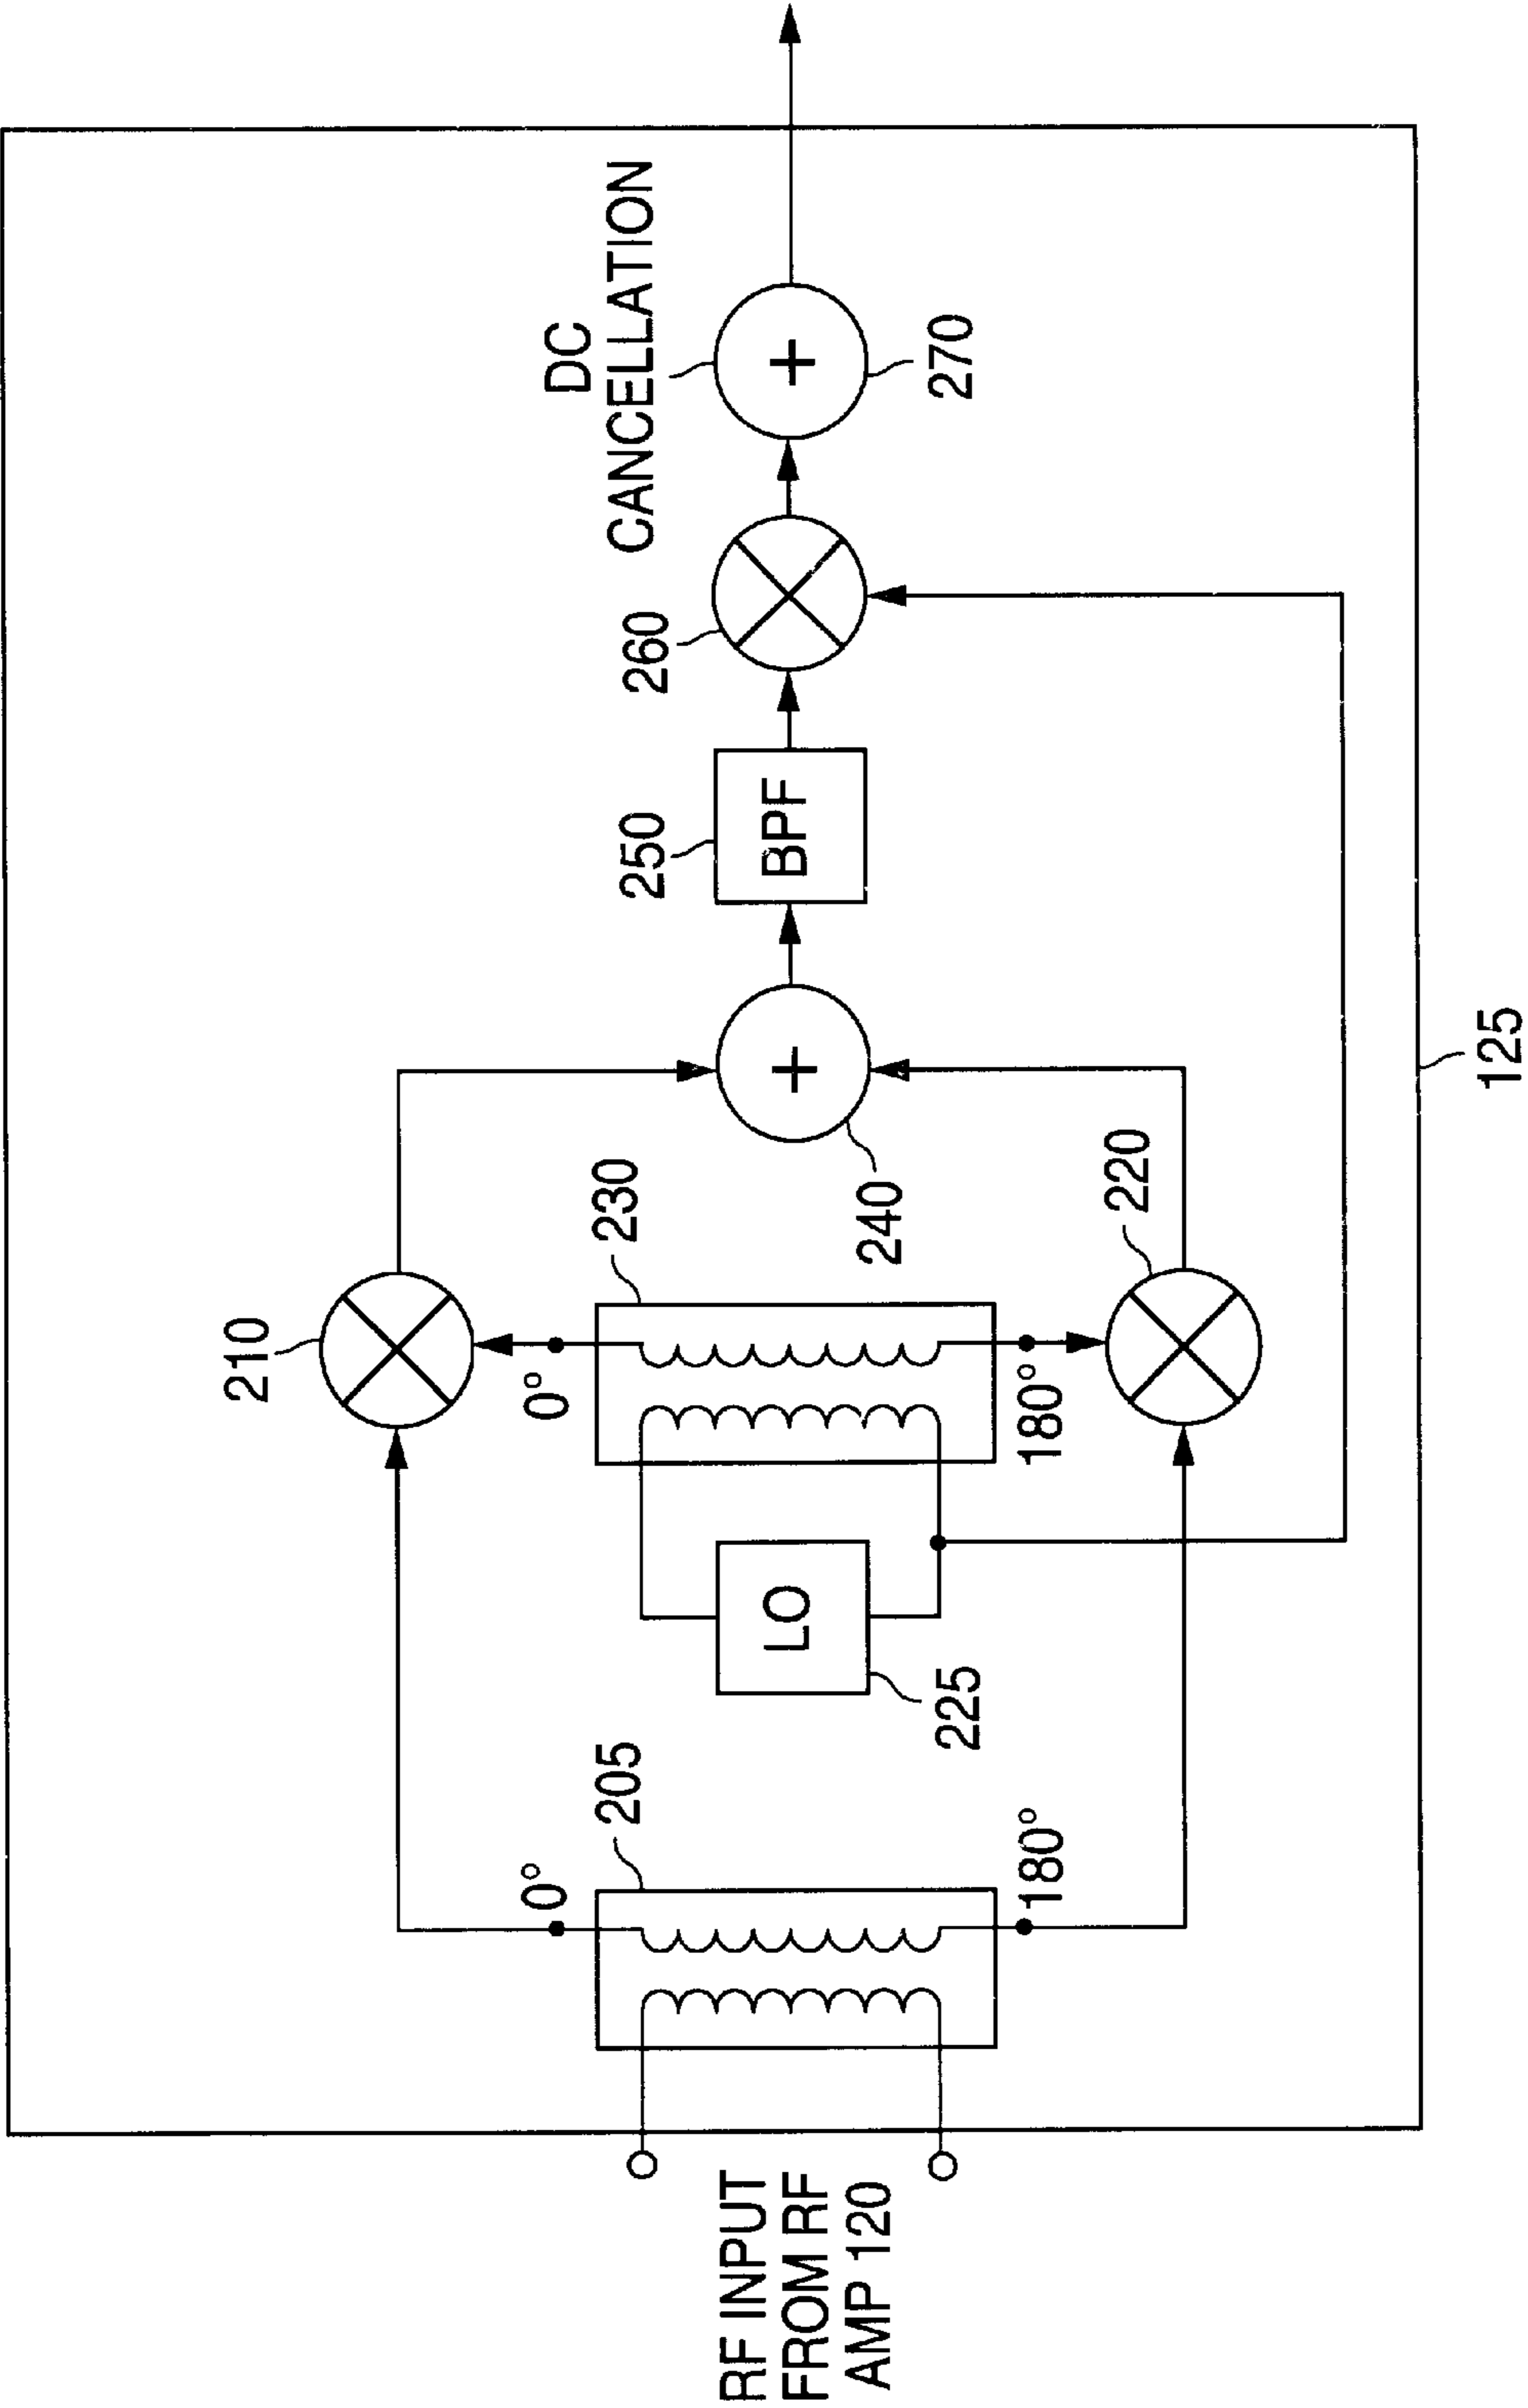 RF INPUT
FROM RF
AMP 120
205
0°
180°
LO
225
210
0°
230
180°
220
+
240
BPF
250
260
DC
CANCELLATION
+
270
125